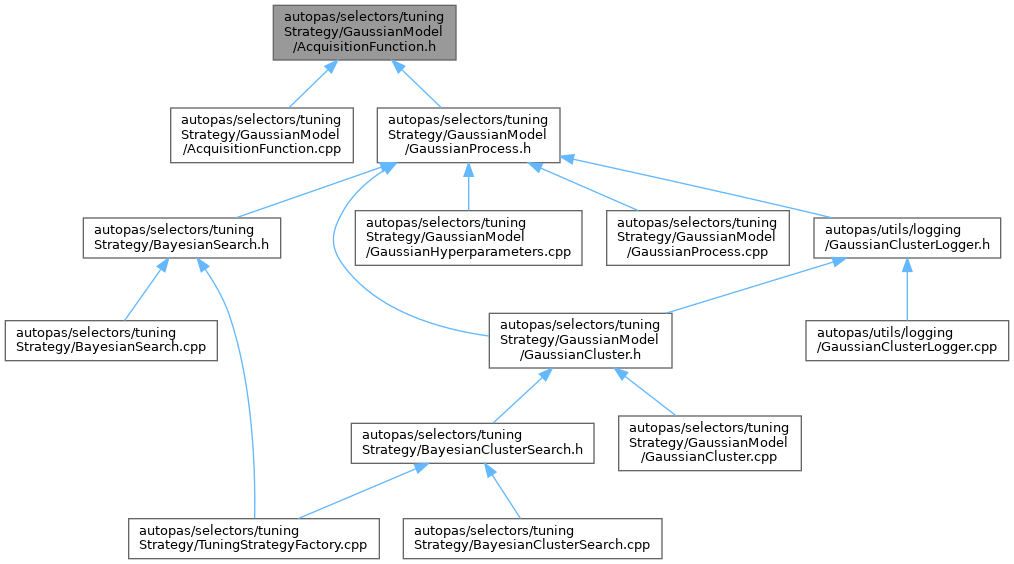 autopas/selectors/tuning
Strategy/GaussianModel
/AcquisitionFunction.h
autopas/selectors/tuning
Strategy/GaussianModel
/AcquisitionFunction.cpp
autopas/selectors/tuning
Strategy/GaussianModel
/GaussianProcess.h
autopas/selectors/tuning
Strategy/BayesianSearch.h
autopas/selectors/tuning
Strategy/GaussianModel
/GaussianHyperparameters.cpp
autopas/selectors/tuning
Strategy/GaussianModel
/GaussianProcess.cpp
autopas/utils/logging
/GaussianClusterLogger.h
autopas/selectors/tuning
Strategy/BayesianSearch.cpp
autopas/selectors/tuning
Strategy/GaussianModel
/GaussianCluster.h
autopas/utils/logging
/GaussianClusterLogger.cpp
autopas/selectors/tuning
Strategy/BayesianClusterSearch.h
autopas/selectors/tuning
Strategy/GaussianModel
/GaussianCluster.cpp
autopas/selectors/tuning
Strategy/TuningStrategyFactory.cpp
autopas/selectors/tuning
Strategy/BayesianClusterSearch.cpp